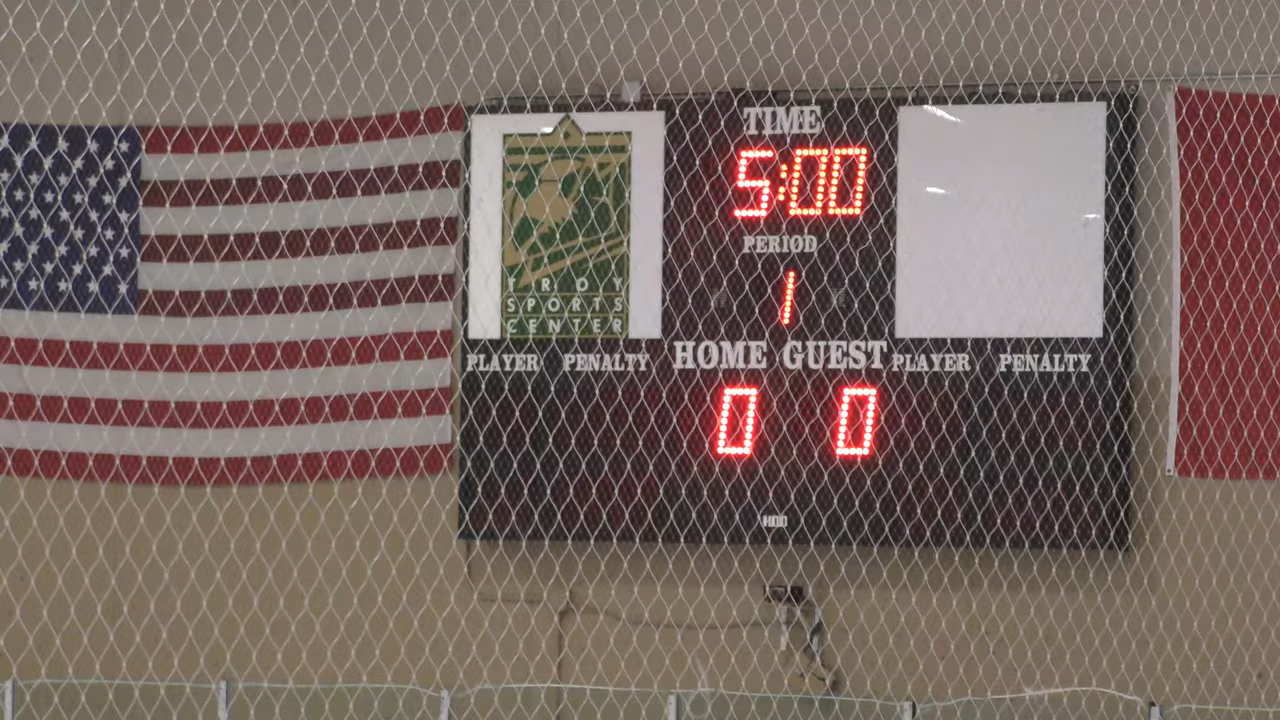 TIME
5:00
PERIOD
1
TROY
SPORTS
CENTER
PLAYER PENALTY HOME GUEST PLAYER PENALTY
0 0